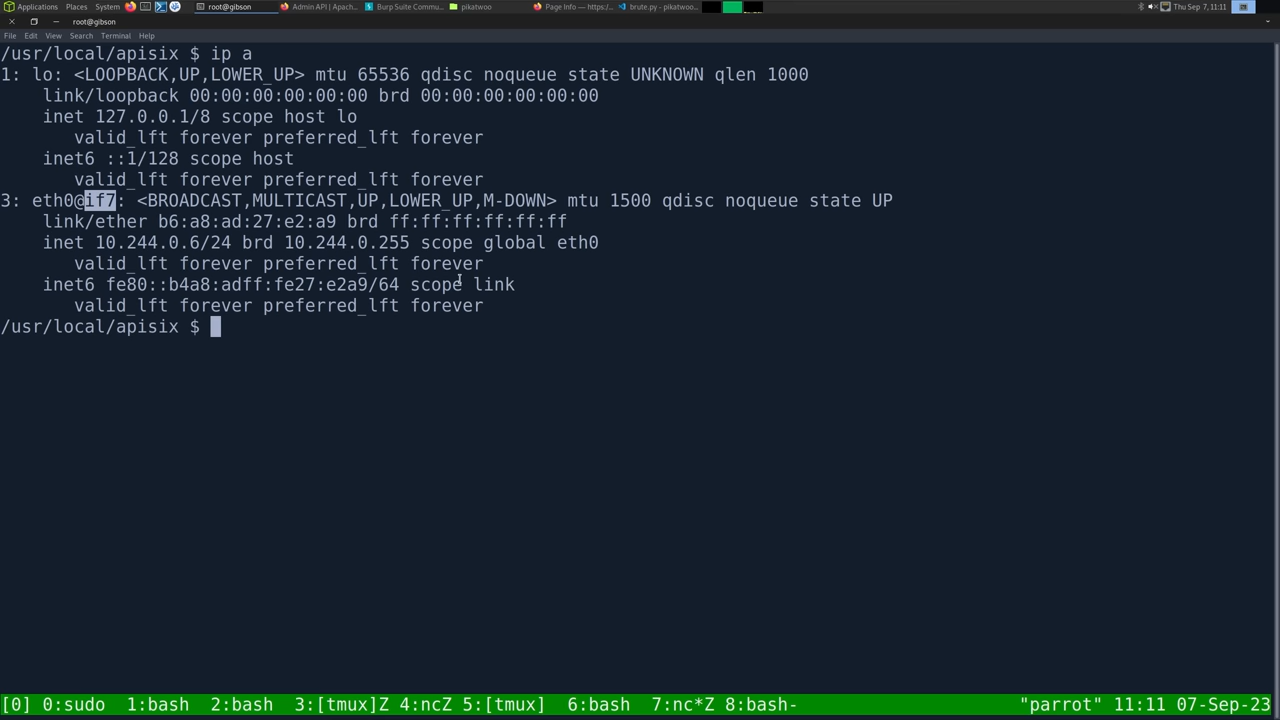 Applications Places System root@gibson Admin API | Apach... Burp Suite Commu... pikatwoo Page Info — https:/... brute.py - pikatwoo... Thu Sep 7, 11:11
root@gibson
File Edit View Search Terminal Help
/usr/local/apisix $ ip a
1: lo: <LOOPBACK,UP,LOWER_UP> mtu 65536 qdisc noqueue state UNKNOWN qlen 1000
    link/loopback 00:00:00:00:00:00 brd 00:00:00:00:00:00
    inet 127.0.0.1/8 scope host lo
       valid_lft forever preferred_lft forever
    inet6 ::1/128 scope host
       valid_lft forever preferred_lft forever
3: eth0@if7: <BROADCAST,MULTICAST,UP,LOWER_UP,M-DOWN> mtu 1500 qdisc noqueue state UP
    link/ether b6:a8:ad:27:e2:a9 brd ff:ff:ff:ff:ff:ff
    inet 10.244.0.6/24 brd 10.244.0.255 scope global eth0
       valid_lft forever preferred_lft forever
    inet6 fe80::b4a8:adff:fe27:e2a9/64 scope link
       valid_lft forever preferred_lft forever
/usr/local/apisix $
[0] 0:sudo 1:bash 2:bash 3:[tmux]Z 4:ncZ 5:[tmux] 6:bash 7:nc*Z 8:bash- "parrot" 11:11 07-Sep-23